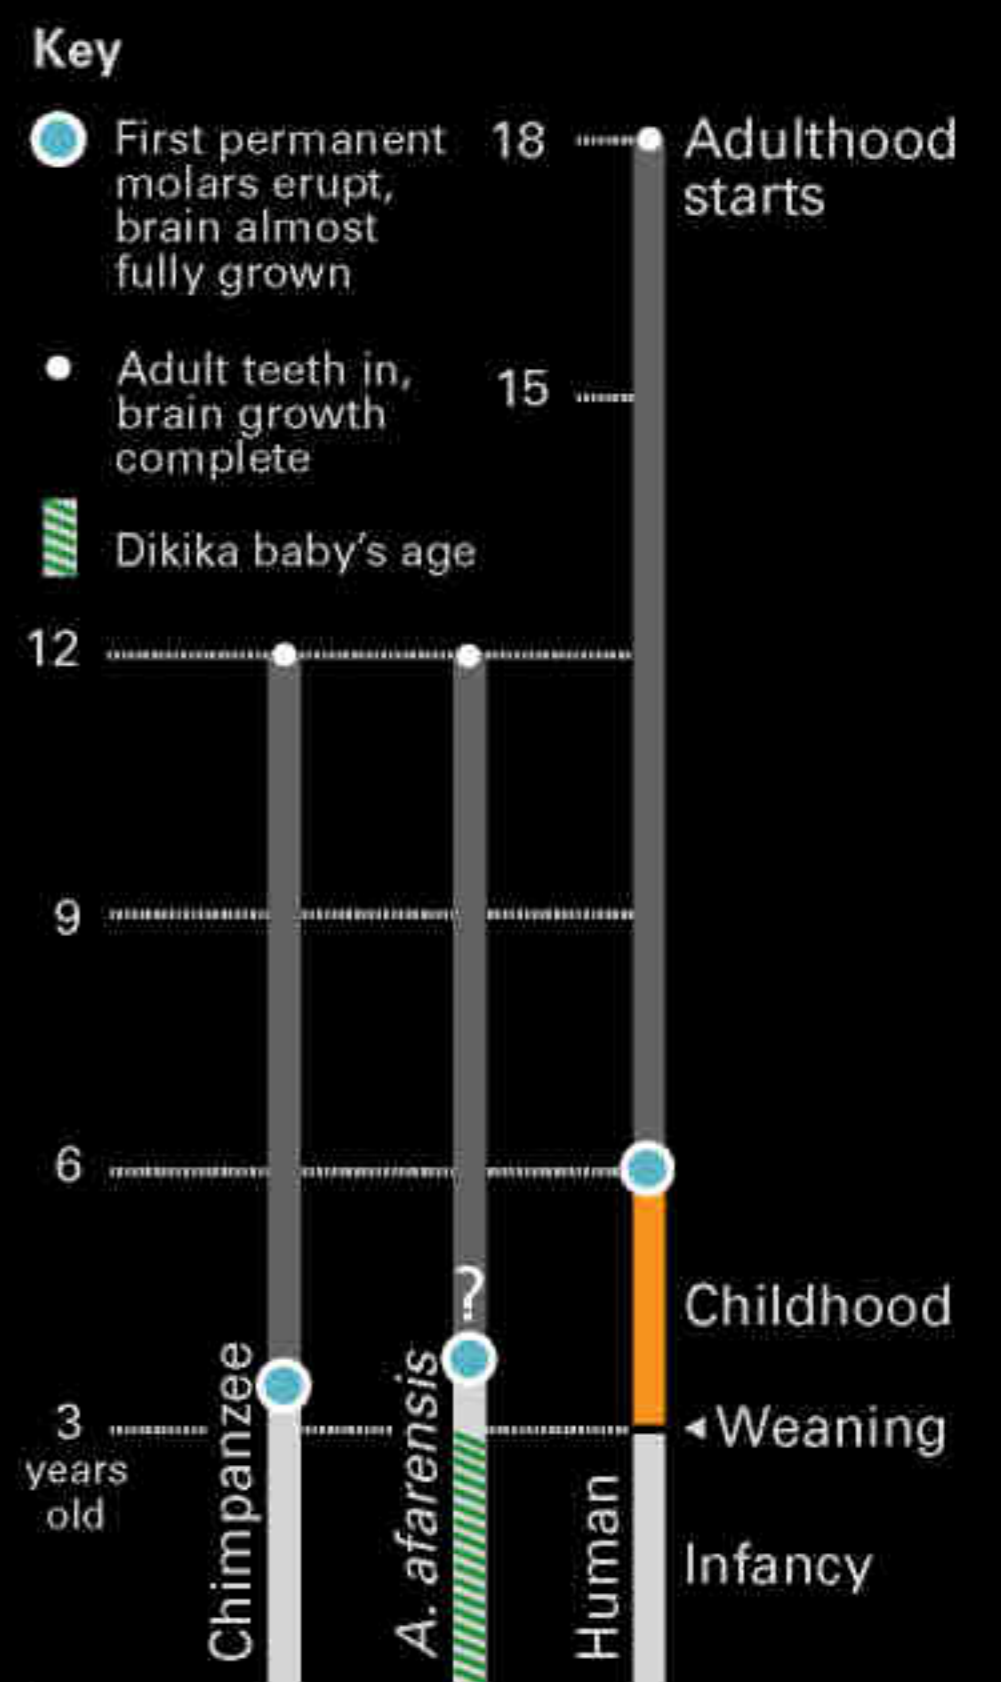 Key
First permanent
molars erupt,
brain almost
fully grown
Adult teeth in,
brain growth
complete
Dikika baby's age
18
Adulthood
starts
15
12
9
6
?
Childhood
3
years
old
Weaning
Chimpanzee
A. afarensis
Human
Infancy